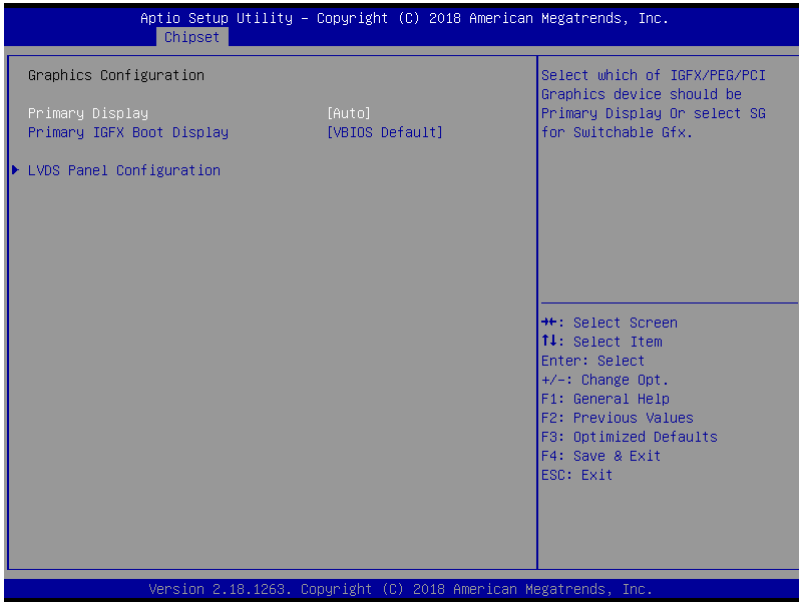 Aptio Setup Utility – Copyright (C) 2018 American Megatrends, Inc.
Chipset
Graphics Configuration
Primary Display [Auto]
Primary IGFX Boot Display [VBIOS Default]
LVDS Panel Configuration
Select which of IGFX/PEG/PCI
Graphics device should be
Primary Display Or select SG
for Switchable Gfx.
→←: Select Screen
↑↓: Select Item
Enter: Select
+/-: Change Opt.
F1: General Help
F2: Previous Values
F3: Optimized Defaults
F4: Save & Exit
ESC: Exit
Version 2.18.1263. Copyright (C) 2018 American Megatrends, Inc.